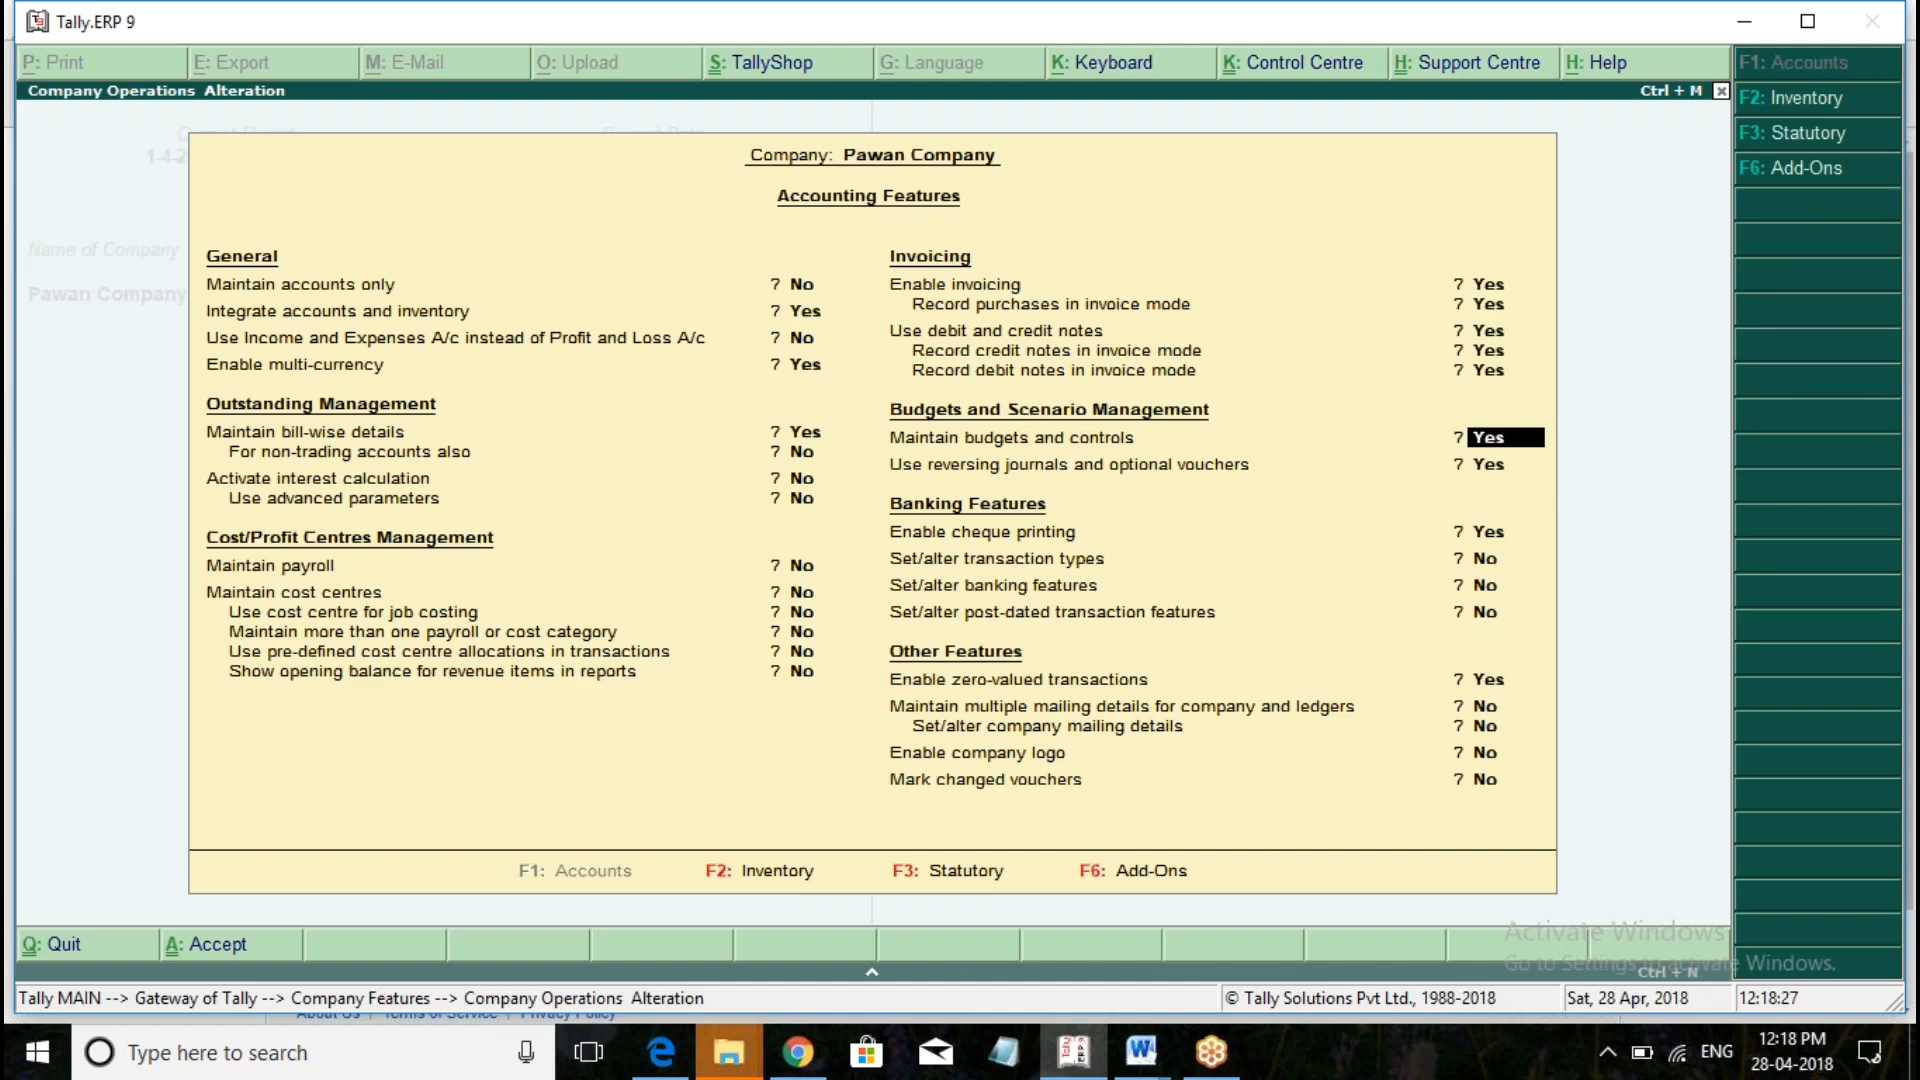 Tally.ERP 9
P: Print E: Export M: E-Mail O: Upload S: TallyShop G: Language K: Keyboard K: Control Centre H: Support Centre H: Help F1: Accounts
Company Operations Alteration Ctrl + M
F2: Inventory
F3: Statutory
F6: Add-Ons
Company: Pawan Company
Accounting Features
Name of Company
Pawan Company
General
Maintain accounts only ? No
Integrate accounts and inventory ? Yes
Use Income and Expenses A/c instead of Profit and Loss A/c ? No
Enable multi-currency ? Yes
Outstanding Management
Maintain bill-wise details ? Yes
For non-trading accounts also ? No
Activate interest calculation ? No
Use advanced parameters ? No
Cost/Profit Centres Management
Maintain payroll ? No
Maintain cost centres ? No
Use cost centre for job costing ? No
Maintain more than one payroll or cost category ? No
Use pre-defined cost centre allocations in transactions ? No
Show opening balance for revenue items in reports ? No
Invoicing
Enable invoicing ? Yes
Record purchases in invoice mode ? Yes
Use debit and credit notes ? Yes
Record credit notes in invoice mode ? Yes
Record debit notes in invoice mode ? Yes
Budgets and Scenario Management
Maintain budgets and controls ? Yes
Use reversing journals and optional vouchers ? Yes
Banking Features
Enable cheque printing ? Yes
Set/alter transaction types ? No
Set/alter banking features ? No
Set/alter post-dated transaction features ? No
Other Features
Enable zero-valued transactions ? Yes
Maintain multiple mailing details for company and ledgers ? No
Set/alter company mailing details ? No
Enable company logo ? No
Mark changed vouchers ? No
F1: Accounts F2: Inventory F3: Statutory F6: Add-Ons
Q: Quit A: Accept
Activate Windows
Go to Settings to activate Windows.
Ctrl + N
Tally MAIN --> Gateway of Tally --> Company Features --> Company Operations Alteration © Tally Solutions Pvt Ltd., 1988-2018 Sat, 28 Apr, 2018 12:18:27
About Us | Terms of Service | Privacy Policy
Type here to search ENG 12:18 PM
28-04-2018